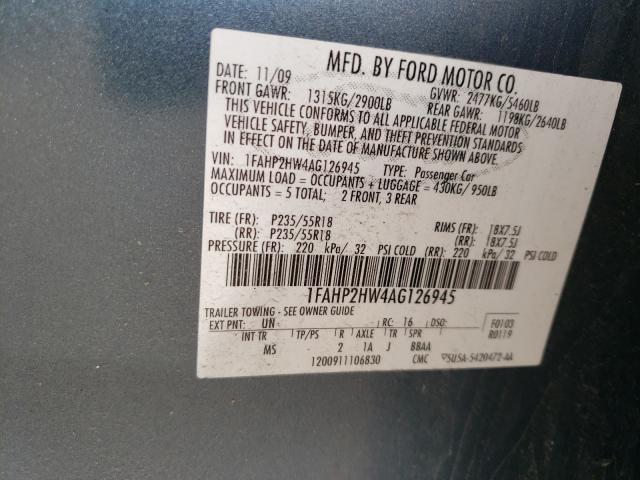 MFD. BY FORD MOTOR CO.
DATE: 11/09 GVWR: 2477KG/5460LB
FRONT GAWR: 1315KG/2900LB REAR GAWR: 1198KG/2640LB
THIS VEHICLE CONFORMS TO ALL APPLICABLE FEDERAL MOTOR
VEHICLE SAFETY, BUMPER, AND THEFT PREVENTION STANDARDS
IN EFFECT ON THE DATE OF MANUFACTURE SHOWN ABOVE.
VIN: 1FAHP2HW4AG126945 TYPE: Passenger Car
MAXIMUM LOAD = OCCUPANTS + LUGGAGE = 430KG/ 950LB
OCCUPANTS = 5 TOTAL; 2 FRONT, 3 REAR
TIRE (FR): P235/55R18 RIMS (FR): 18X7.5J
(RR): P235/55R18 (RR): 18X7.5J
PRESSURE (FR): 220 kPa/ 32 PSI COLD (RR): 220 kPa/ 32 PSI COLD
1FAHP2HW4AG126945
TRAILER TOWING - SEE OWNER GUIDE
EXT PNT: UN RC: 16 DSO: F0103
INT TR TP/PS R AXLE TR SPR R0119
MS 2 1A J BBAA
1200911106830 CMC 5U5A-5420472-AA